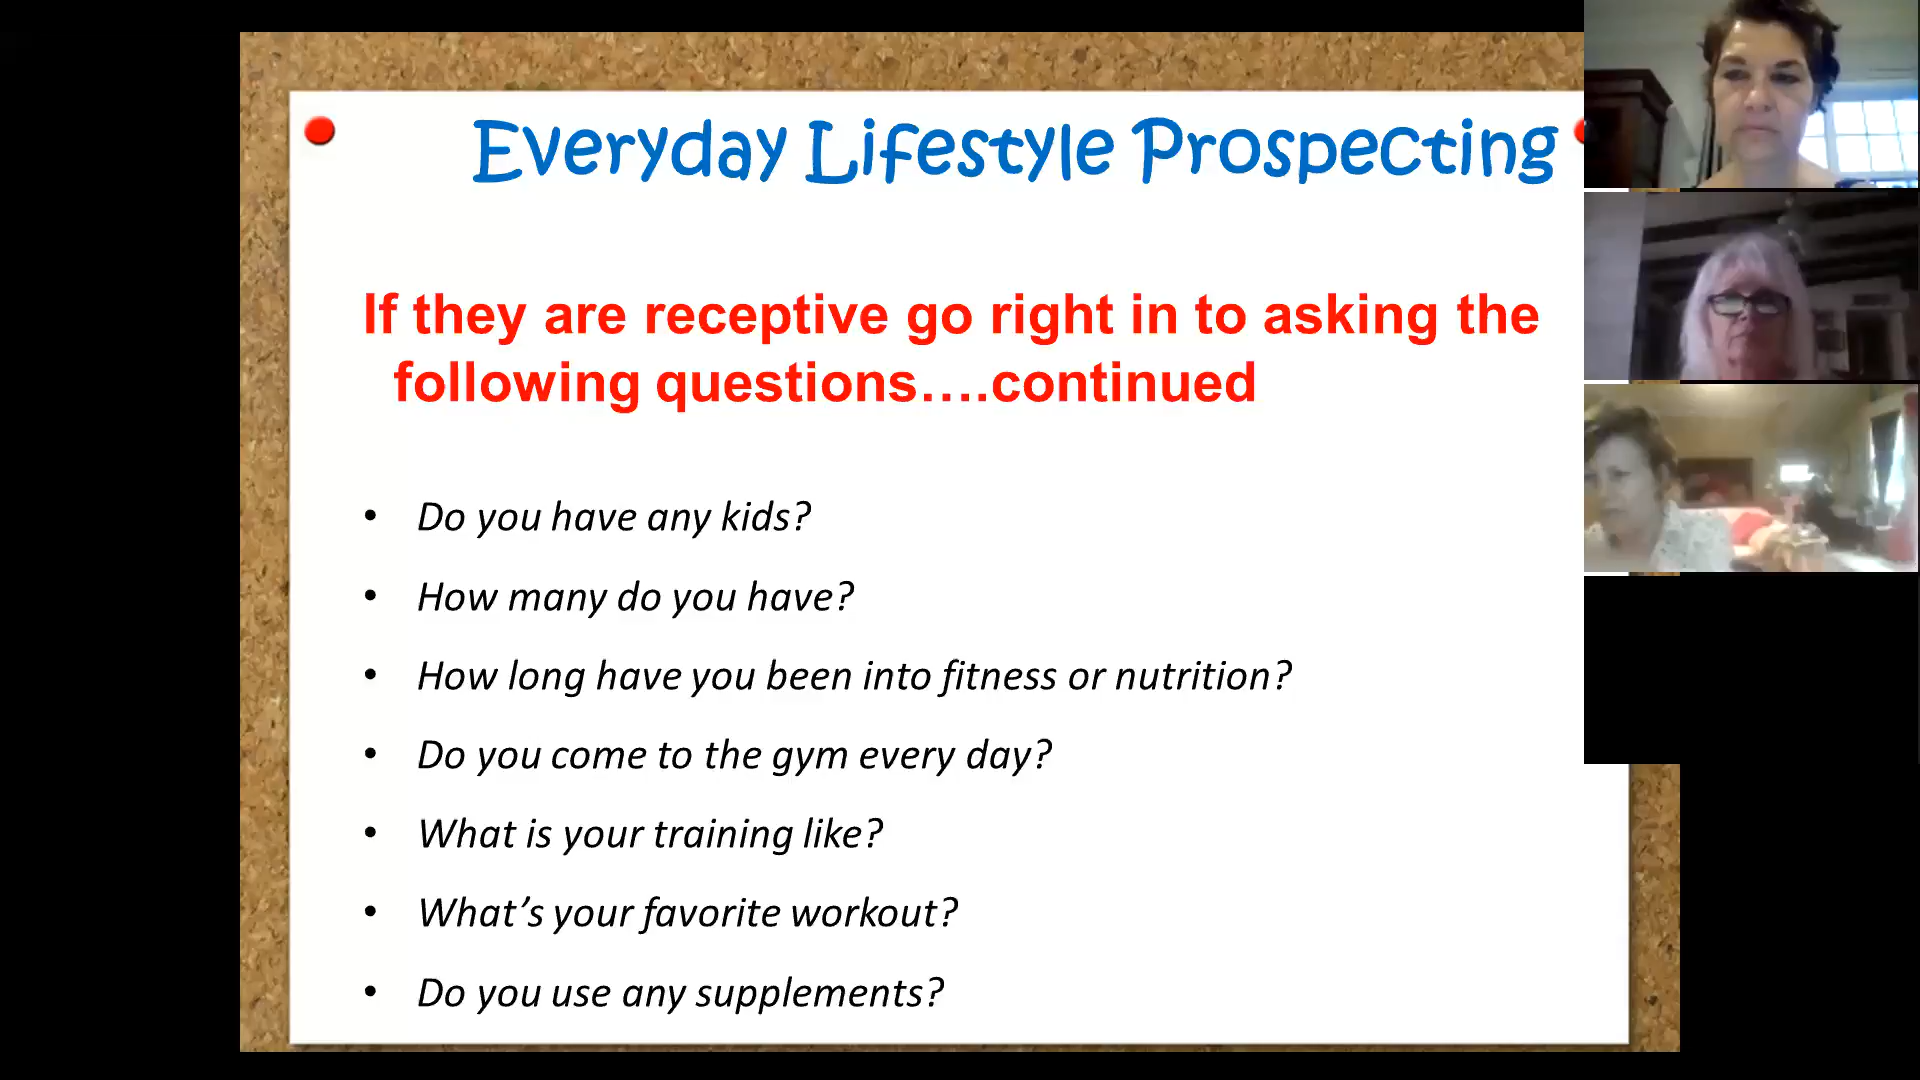 Everyday Lifestyle Prospecting
If they are receptive go right in to asking the
following questions….continued
• Do you have any kids?
• How many do you have?
• How long have you been into fitness or nutrition?
• Do you come to the gym every day?
• What is your training like?
• What’s your favorite workout?
• Do you use any supplements?